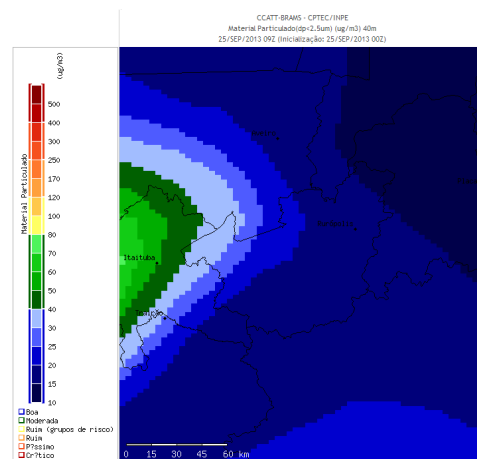 CCATT-BRAMS - CPTEC/INPE
Material Particulado(dp<2.5um) (ug/m3) 40m
25/SEP/2013 09Z (Inicialização: 25/SEP/2013 00Z)
(ug/m3)
Material Particulado
500
400
300
250
170
120
100
80
70
60
50
40
30
25
20
15
10
Itaituba
0 15 30 45 60 km
Boa
Moderada
Ruim (grupos de risco)
Ruim
P?ssimo
Cr?tico